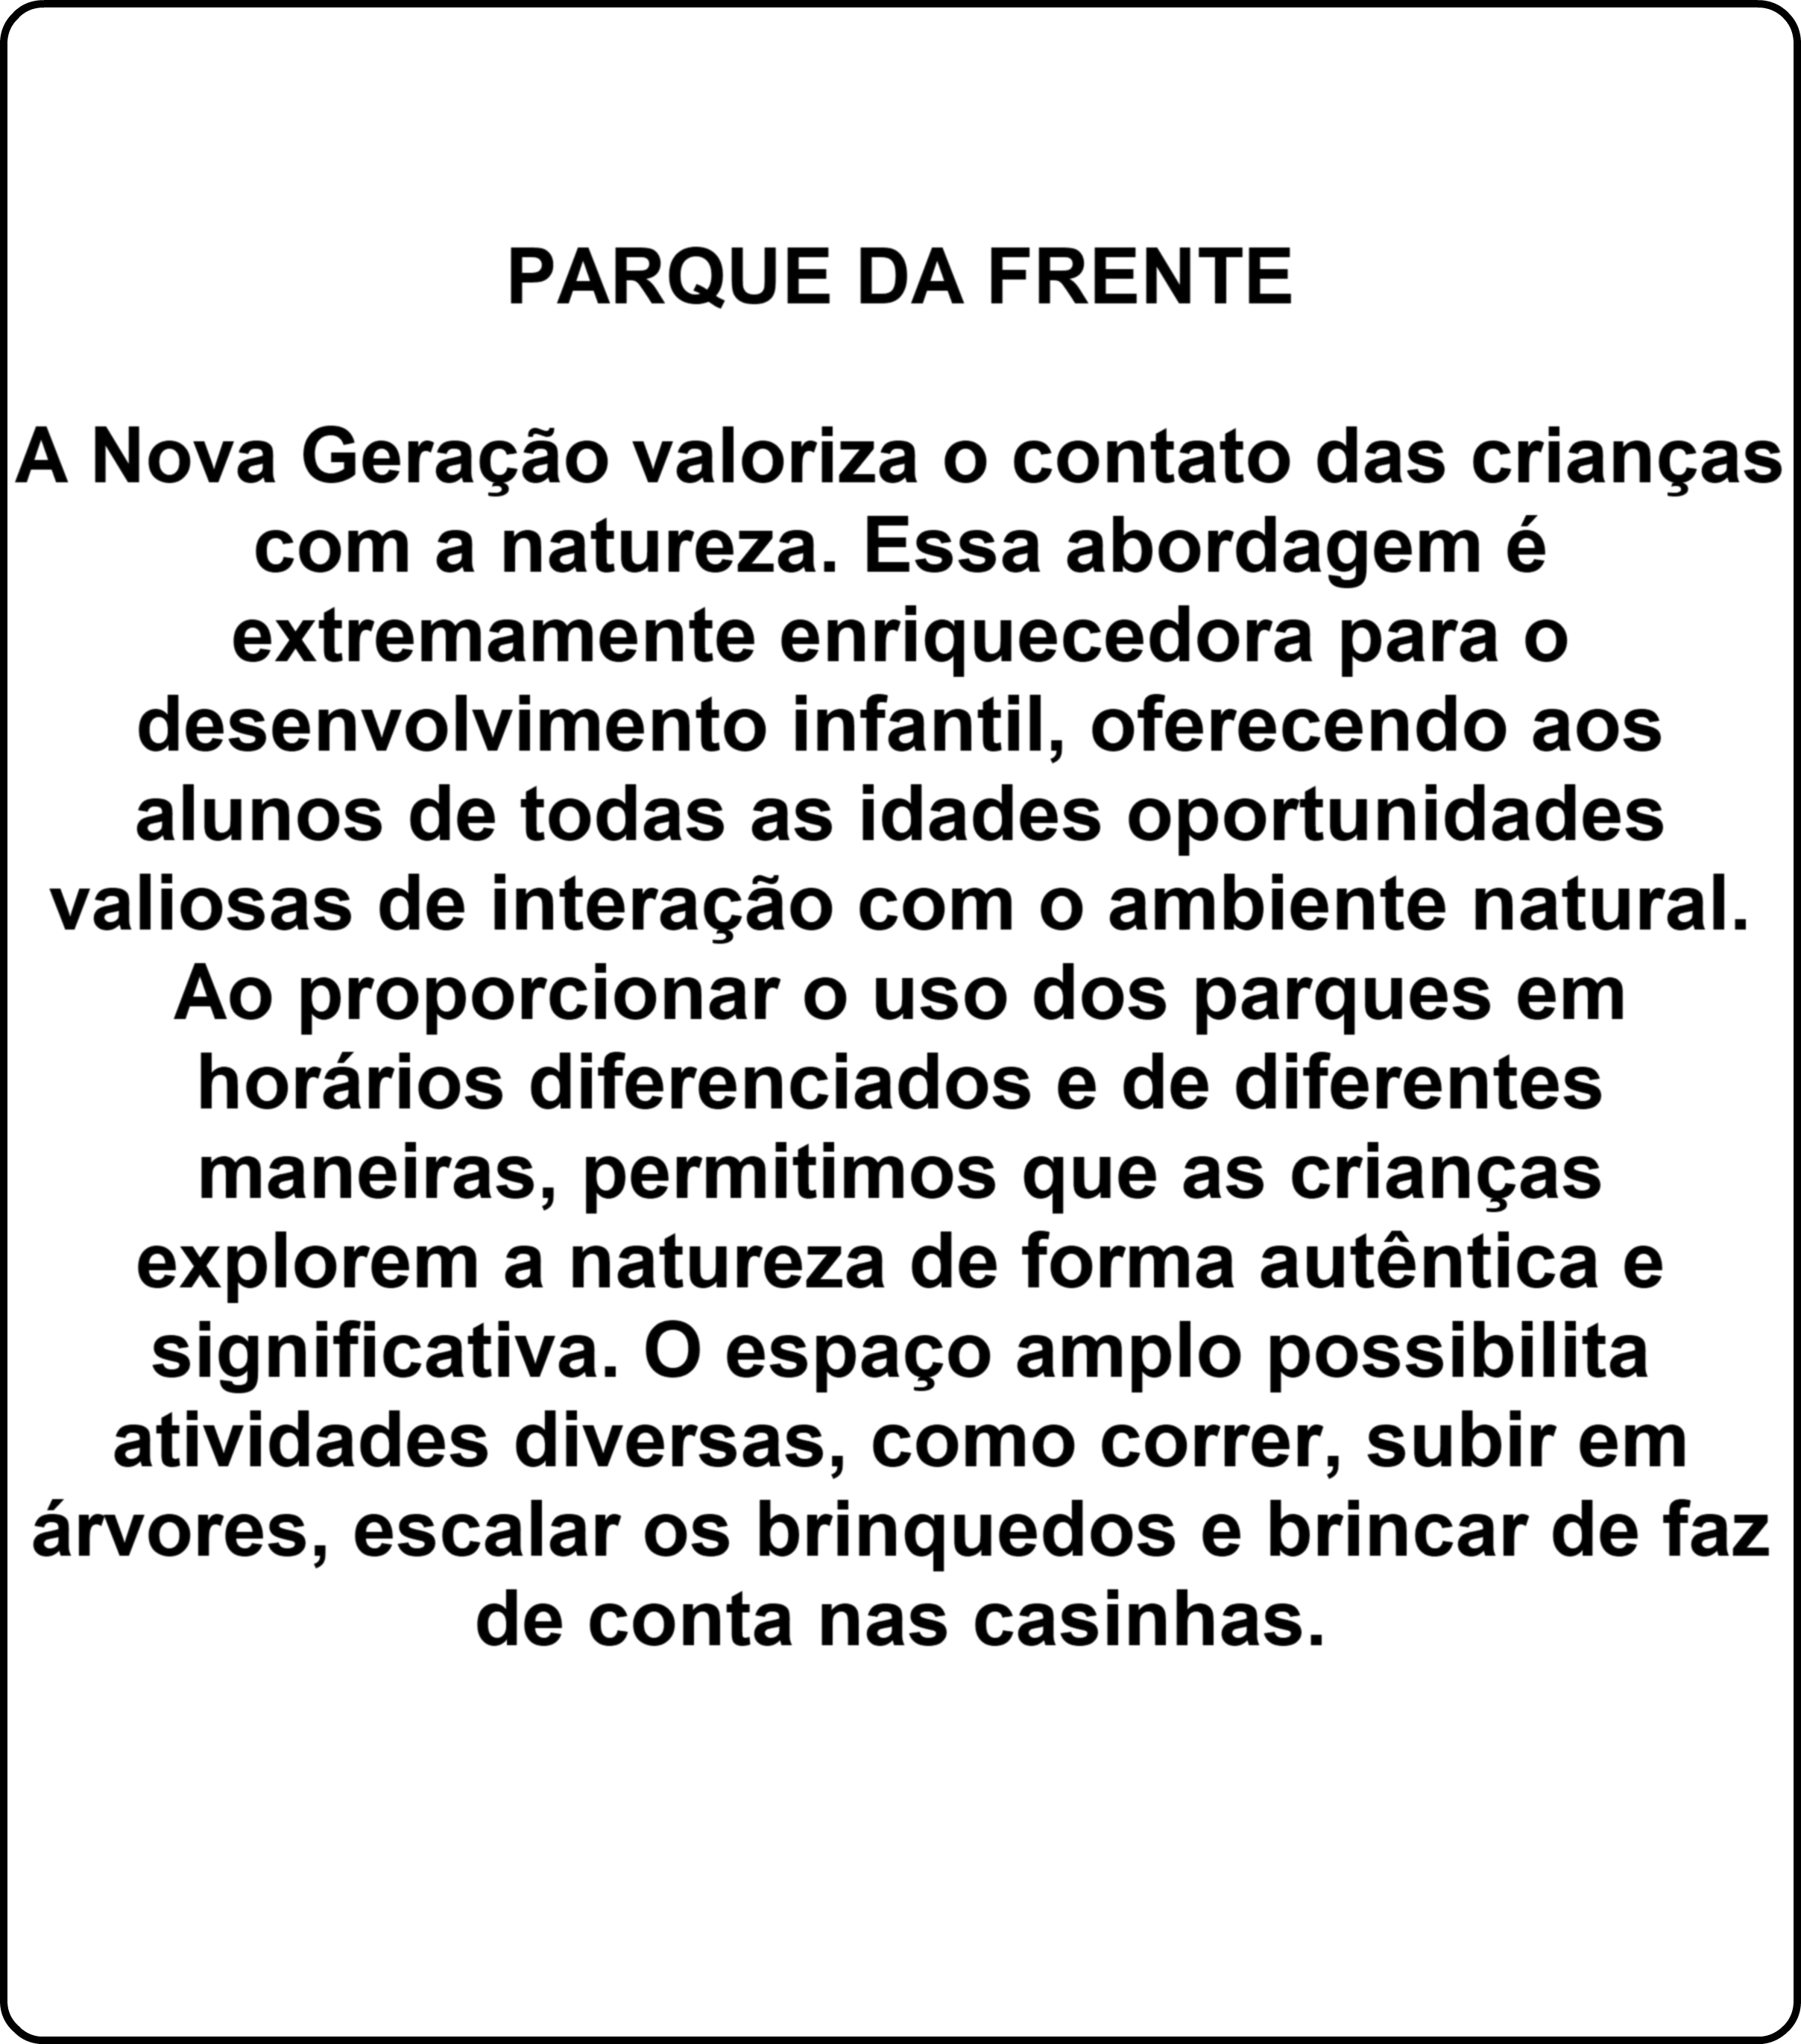 PARQUE DA FRENTE
A Nova Geração valoriza o contato das crianças
com a natureza. Essa abordagem é
extremamente enriquecedora para o
desenvolvimento infantil, oferecendo aos
alunos de todas as idades oportunidades
valiosas de interação com o ambiente natural.
Ao proporcionar o uso dos parques em
horários diferenciados e de diferentes
maneiras, permitimos que as crianças
explorem a natureza de forma autêntica e
significativa. O espaço amplo possibilita
atividades diversas, como correr, subir em
árvores, escalar os brinquedos e brincar de faz
de conta nas casinhas.